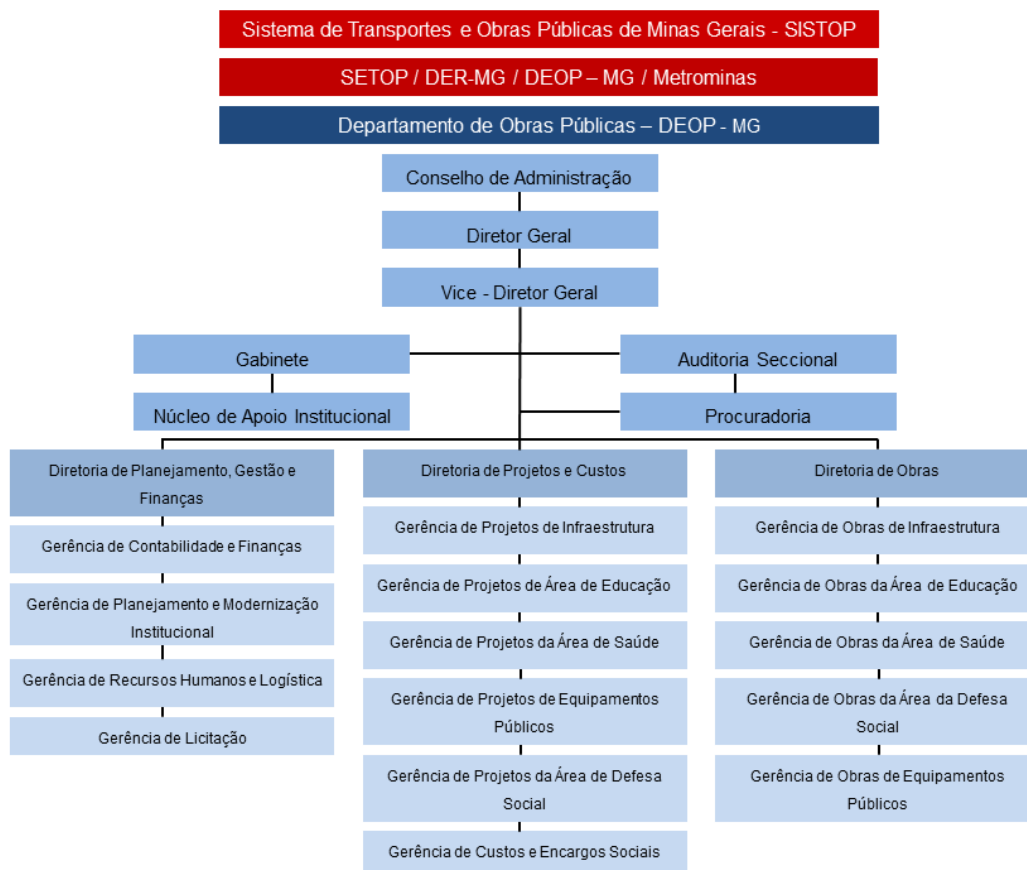 Sistema de Transportes e Obras Públicas de Minas Gerais - SISTOP
SETOP / DER-MG / DEOP – MG / Metrominas
Departamento de Obras Públicas – DEOP - MG
Conselho de Administração
Diretor Geral
Vice - Diretor Geral
Gabinete
Auditoria Seccional
Núcleo de Apoio Institucional
Procuradoria
Diretoria de Planejamento, Gestão e
Finanças
Gerência de Contabilidade e Finanças
Gerência de Planejamento e Modernização
Institucional
Gerência de Recursos Humanos e Logística
Gerência de Licitação
Diretoria de Projetos e Custos
Gerência de Projetos de Infraestrutura
Gerência de Projetos de Área de Educação
Gerência de Projetos da Área de Saúde
Gerência de Projetos de Equipamentos
Públicos
Gerência de Projetos da Área de Defesa
Social
Gerência de Custos e Encargos Sociais
Diretoria de Obras
Gerência de Obras de Infraestrutura
Gerência de Obras da Área de Educação
Gerência de Obras da Área de Saúde
Gerência de Obras da Área da Defesa
Social
Gerência de Obras de Equipamentos
Públicos